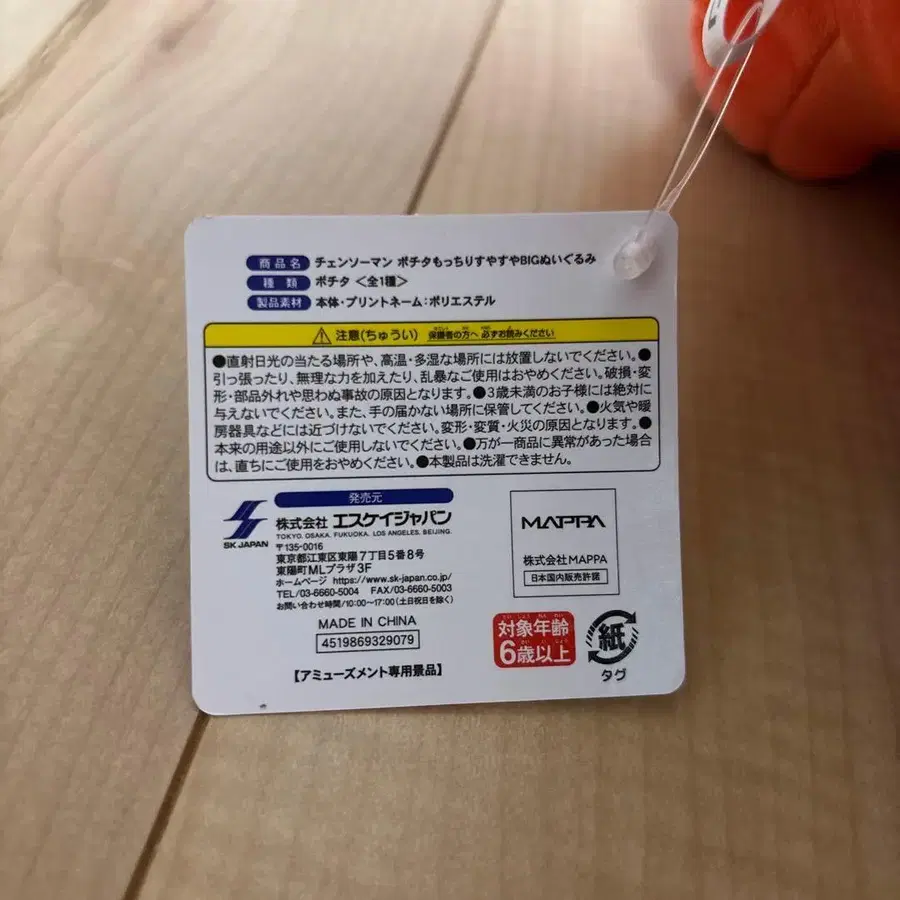 商品名 チェンソーマン ポチタもっちりすやすやBIGぬいぐるみ
種類 ポチタ <全1種>
製品素材 本体・プリントネーム:ポリエステル
注意(ちゅうい) 保護者の方へ 必ずお読みください
●直射日光の当たる場所や、高温・多湿な場所には放置しないでください。●
引っ張ったり、無理な力を加えたり、乱暴なご使用はおやめください。破損・変
形・部品外れや思わぬ事故の原因となります。●3歳未満のお子様には絶対に
与えないでください。また、手の届かない場所に保管してください。●火気や暖
房器具などには近づけないでください。変形・変質・火災の原因となります。●
本来の用途以外にご使用しないでください。●万が一商品に異常があった場合
は、直ちにご使用をおやめください。●本製品は洗濯できません。
発売元
SK JAPAN
株式会社 エスケイジャパン
TOKYO. OSAKA. FUKUOKA. LOS ANGELES. BEIJING.
〒135-0016
東京都江東区東陽7丁目5番8号
東陽町MLプラザ3F
ホームページ https://www.sk-japan.co.jp/
TEL/03-6660-5004 FAX/03-6660-5003
お問い合わせ時間/10:00~17:00(土日祝日を除く)
MADE IN CHINA
4519869329079
【アミューズメント専用景品】
MAPPA
株式会社MAPPA
日本国内販売許諾
対象年齢
6歳以上
紙
タグ